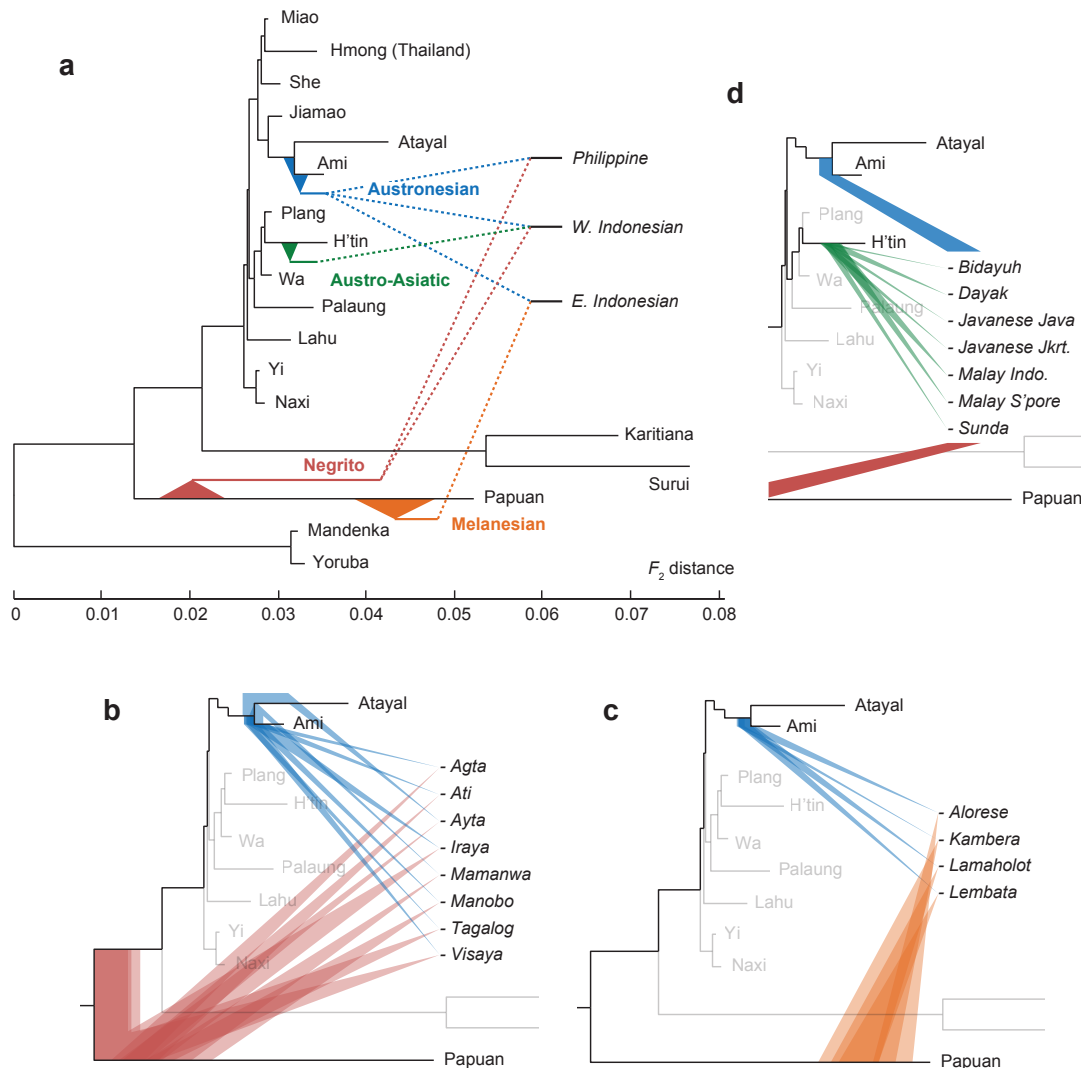 a
Miao
Hmong (Thailand)
She
Jiamao
Atayal
Ami
Austronesian
Plang
H'tin
Wa
Austro-Asiatic
Palaung
Lahu
Yi
Naxi
Philippine
W. Indonesian
E. Indonesian
Karitiana
Surui
Negrito
Papuan
Melanesian
Mandenka
Yoruba
F2 distance
0 0.01 0.02 0.03 0.04 0.05 0.06 0.07 0.08
d
Atayal
Ami
Plang
H'tin
Wa
Palaung
Lahu
Yi
Naxi
- Bidayuh
- Dayak
- Javanese Java
- Javanese Jkrt.
- Malay Indo.
- Malay S'pore
- Sunda
Papuan
b
Atayal
Ami
Plang
H'tin
Wa
Palaung
Lahu
Yi
Naxi
- Agta
- Ati
- Ayta
- Iraya
- Mamanwa
- Manobo
- Tagalog
- Visaya
Papuan
c
Atayal
Ami
Plang
H'tin
Wa
Palaung
Lahu
Yi
Naxi
- Alorese
- Kambera
- Lamaholot
- Lembata
Papuan